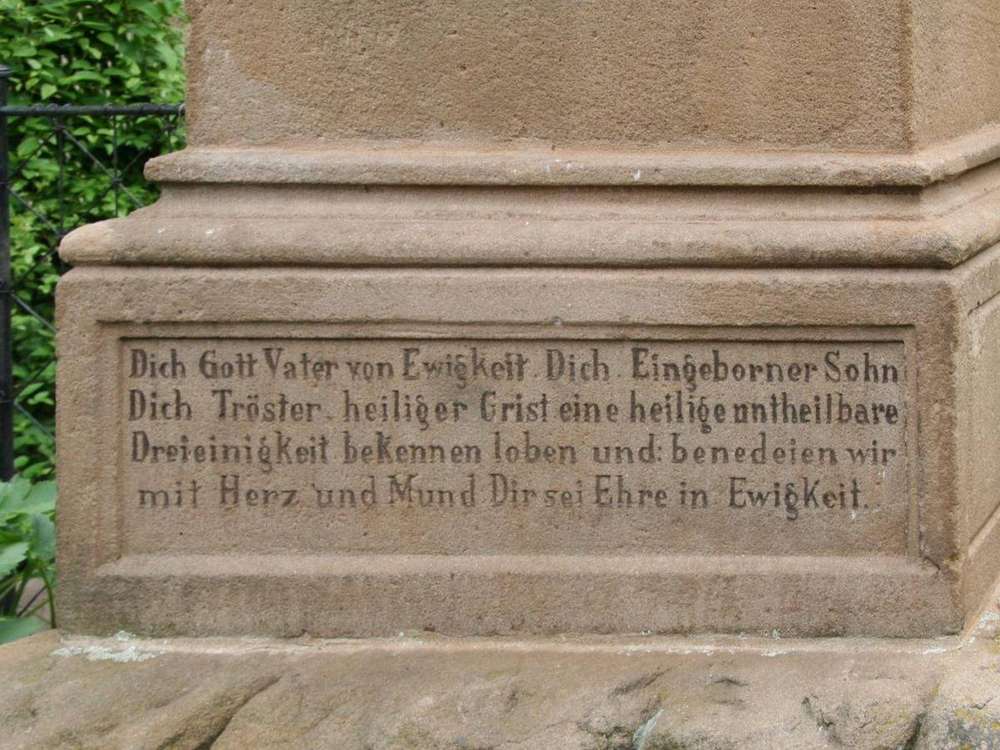 Dich Gott Vater von Ewigkeit. Dich. Eingeborner Sohn
Dich Tröster. heiliger Grist eine heilige untheilbare
Dreieinigkeit bekennen loben und: benedeien wir
mit Herz und Mund Dir sei Ehre in Ewigkeit.